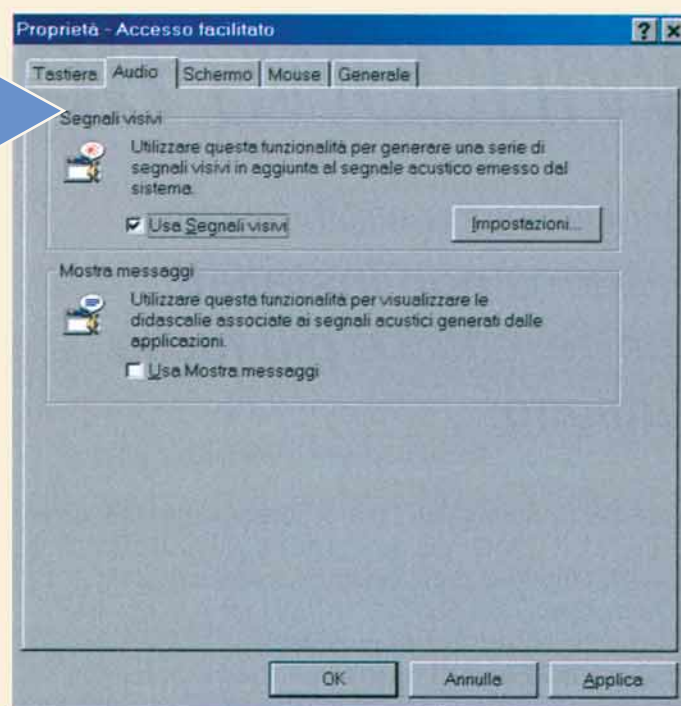 Proprietà - Accesso facilitato
Tastiera Audio Schermo Mouse Generale
Segnali visivi
Utilizzare questa funzionalità per generare una serie di
segnali visivi in aggiunta al segnale acustico emesso dal
sistema.
Usa Segnali visivi
Impostazioni...
Mostra messaggi
Utilizzare questa funzionalità per visualizzare le
didascalie associate ai segnali acustici generati dalle
applicazioni.
Usa Mostra messaggi
OK Annulla Applica